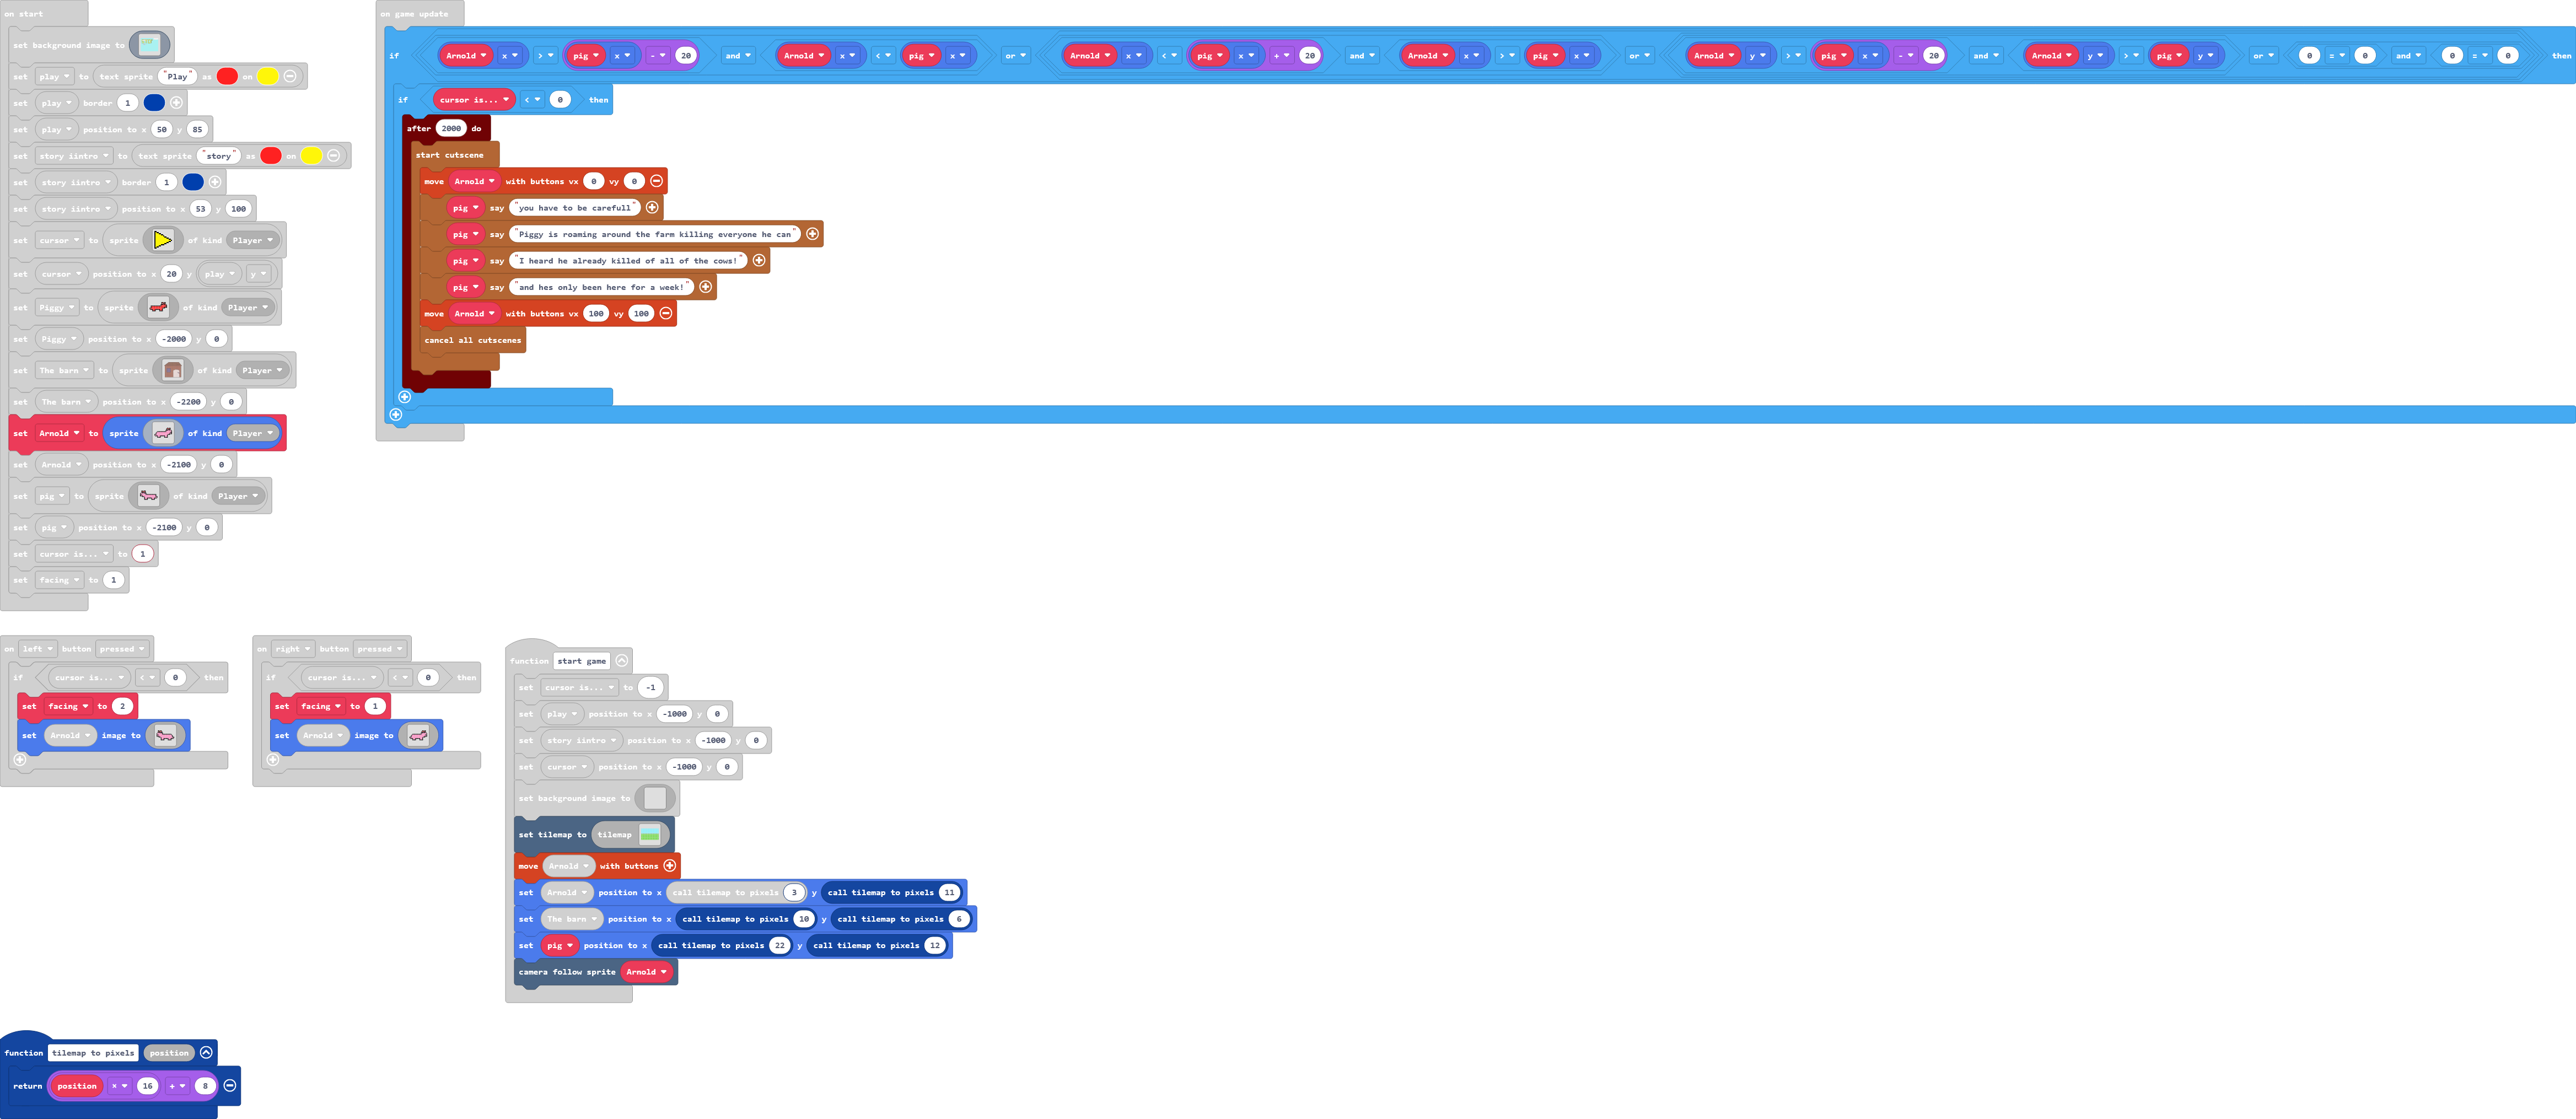 on start
set background image to
set play to text sprite "Play" as on
set play border 1
set play position to x 50 y 85
set story iintro to text sprite "story" as on
set story iintro border 1
set story iintro position to x 53 y 100
set cursor to sprite of kind Player
set cursor position to x 20 y play y
set Piggy to sprite of kind Player
set Piggy position to x -2000 y 0
set The barn to sprite of kind Player
set The barn position to x -2200 y 0
set Arnold to sprite of kind Player
set Arnold position to x -2100 y 0
set pig to sprite of kind Player
set pig position to x -2100 y 0
set cursor is... to 1
set facing to 1
on game update
if Arnold x > pig x - 20 and Arnold x < pig x or Arnold x < pig x + 20 and Arnold x > pig x or Arnold y > pig x - 20 and Arnold y > pig y or 0 = 0 and 0 = 0 then
if cursor is... < 0 then
after 2000 do
start cutscene
move Arnold with buttons vx 0 vy 0
pig say "you have to be carefull"
pig say "Piggy is roaming around the farm killing everyone he can"
pig say "I heard he already killed of all of the cows!"
pig say "and hes only been here for a week!"
move Arnold with buttons vx 100 vy 100
cancel all cutscenes
on left button pressed
if cursor is... < 0 then
set facing to 2
set Arnold image to
on right button pressed
if cursor is... < 0 then
set facing to 1
set Arnold image to
function start game
set cursor is... to -1
set play position to x -1000 y 0
set story iintro position to x -1000 y 0
set cursor position to x -1000 y 0
set background image to
set tilemap to tilemap
move Arnold with buttons
set Arnold position to x call tilemap to pixels 3 y call tilemap to pixels 11
set The barn position to x call tilemap to pixels 10 y call tilemap to pixels 6
set pig position to x call tilemap to pixels 22 y call tilemap to pixels 12
camera follow sprite Arnold
function tilemap to pixels position
return position × 16 + 8